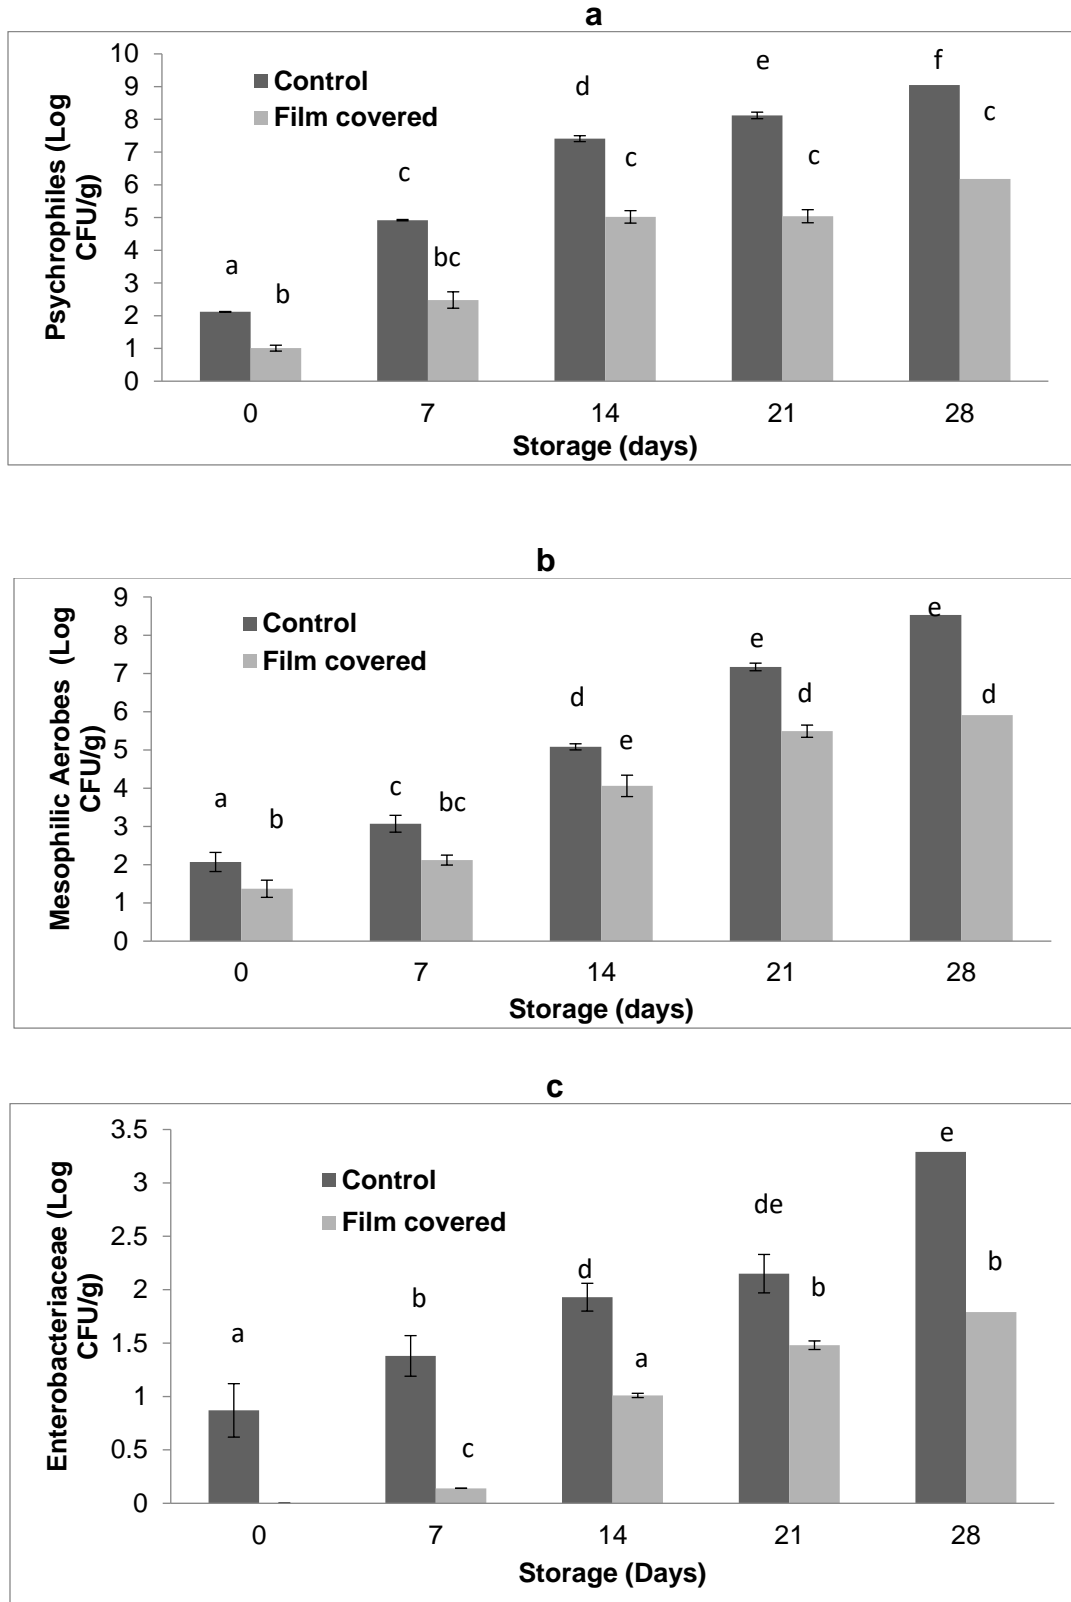 a
Psychrophiles (Log
CFU/g)
10
9
8
7
6
5
4
3
2
1
0
Control
Film covered
a
b
c
bc
d
c
e
c
f
c
0 7 14 21 28
Storage (days)
b
Mesophilic Aerobes (Log
CFU/g)
9
8
7
6
5
4
3
2
1
0
Control
Film covered
a
b
c
bc
d
e
e
d
e
d
0 7 14 21 28
Storage (days)
c
Enterobacteriaceae (Log
CFU/g)
3.5
3
2.5
2
1.5
1
0.5
0
Control
Film covered
a
b
c
d
a
de
b
e
b
0 7 14 21 28
Storage (Days)